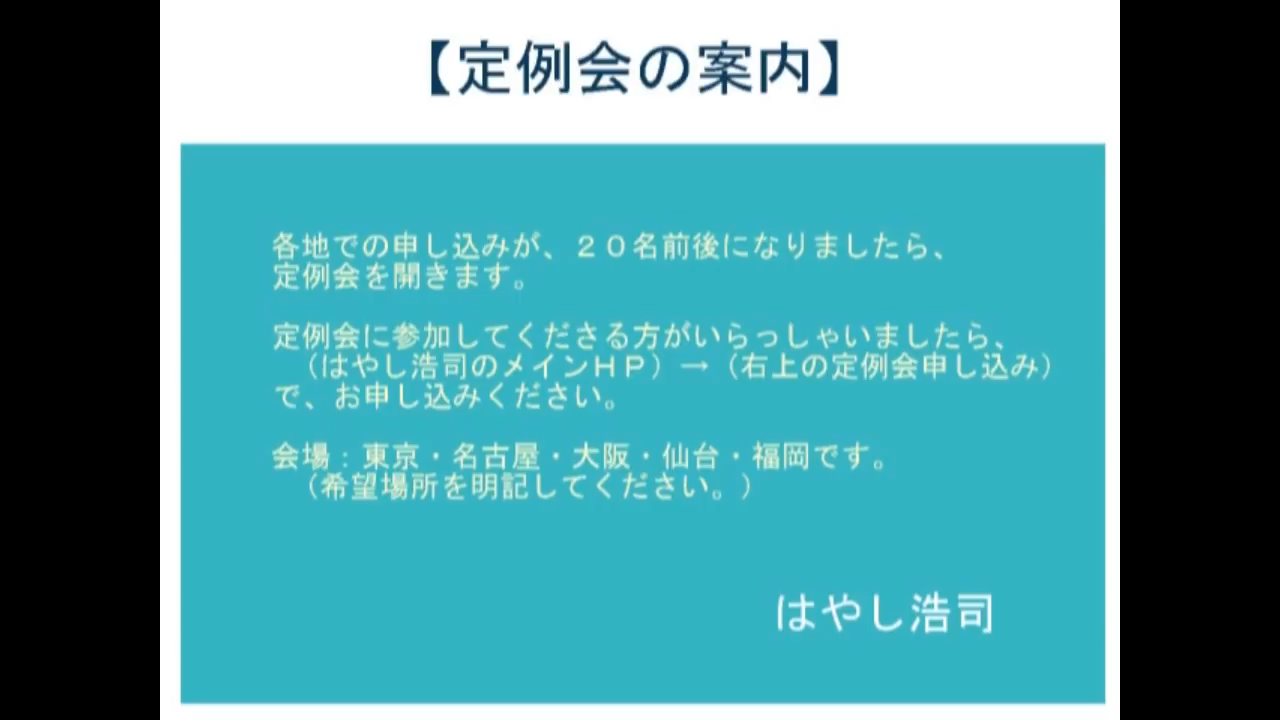 【定例会の案内】
各地での申し込みが、２０名前後になりましたら、
定例会を開きます。
定例会に参加してくださる方がいらっしゃいましたら、
（はやし浩司のメインＨＰ）→（右上の定例会申し込み）
で、お申し込みください。
会場：東京・名古屋・大阪・仙台・福岡です。
（希望場所を明記してください。）
はやし浩司